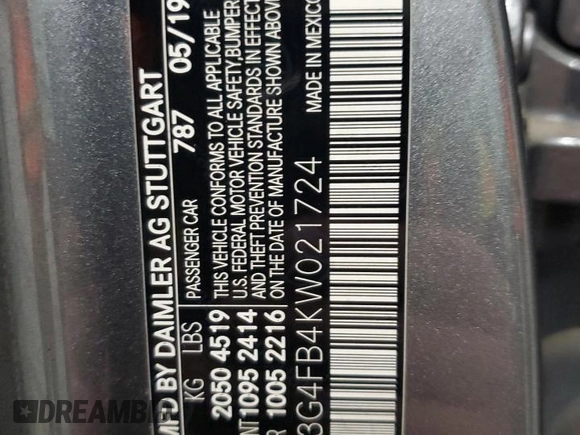 MFD BY DAIMLER AG STUTTGART
787 05/19
PASSENGER CAR
KG LBS
2050 4519
1095 2414
1005 2216
THIS VEHICLE CONFORMS TO ALL APPLICABLE
U.S. FEDERAL MOTOR VEHICLE SAFETY, BUMPER
AND THEFT PREVENTION STANDARDS IN EFFECT
ON THE DATE OF MANUFACTURE SHOWN ABOVE
3G4FB4KW021724
MADE IN MEXICO
DREAMBID